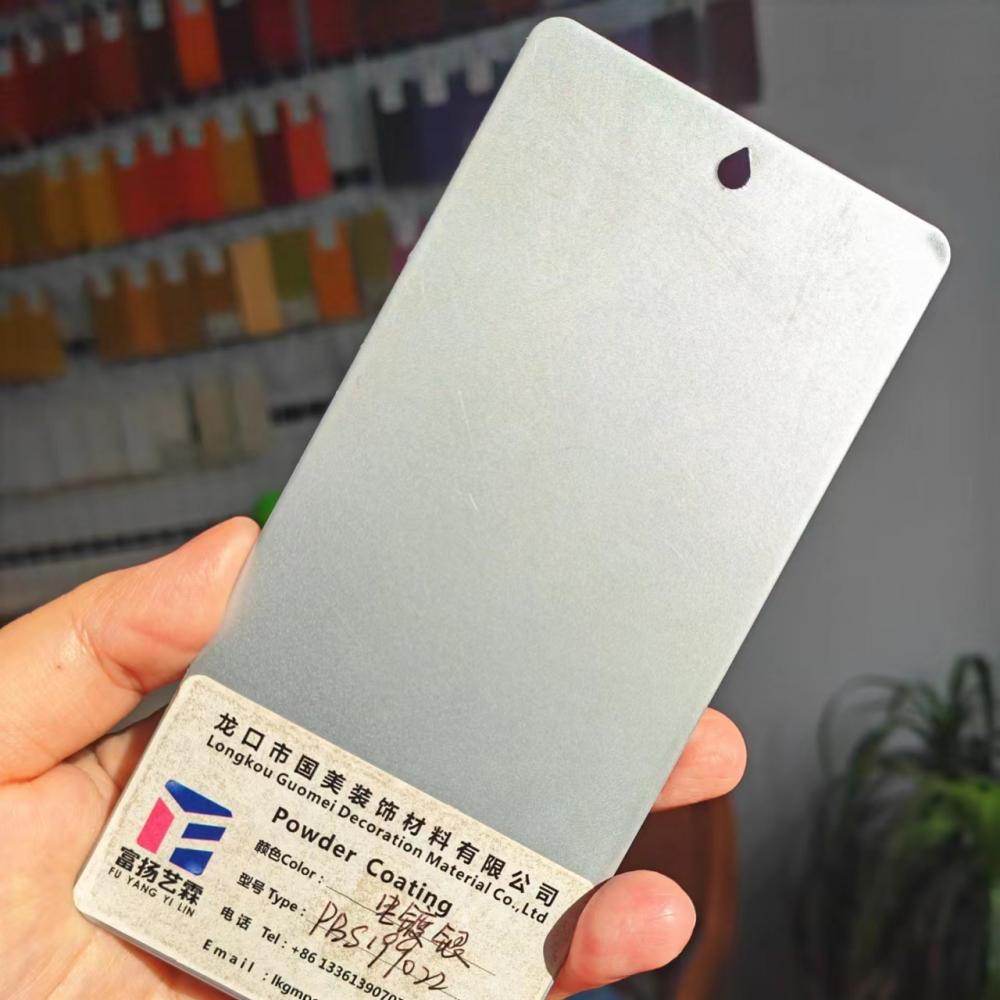 龙口市国美装饰材料有限公司
Longkou Guomei Decoration Material Co.,Ltd
Powder Coating
富扬艺霖
FU YANG YI LIN
颜色Color: 电镀银
型号Type: PBS199022
电话 Tel: +86 1336139070
Email: